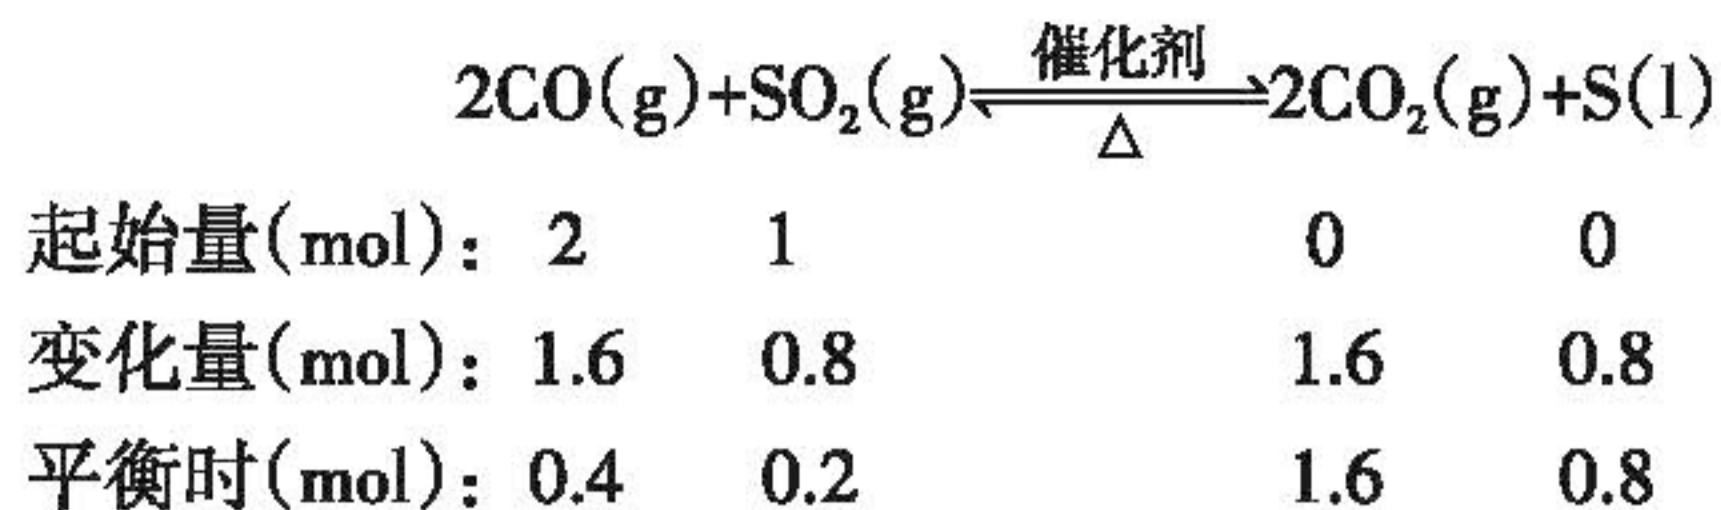 催化剂
2CO(g)+SO₂(g)⇌2CO₂(g)+S(l)
△
起始量(mol): 2 1 0 0
变化量(mol): 1.6 0.8 1.6 0.8
平衡时(mol): 0.4 0.2 1.6 0.8